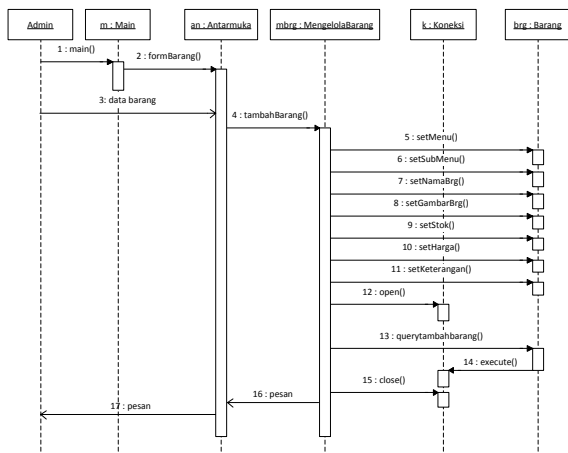 Admin
m : Main
an : Antarmuka
mbrg : MengelolaBarang
k : Koneksi
brg : Barang
1 : main()
2 : formBarang()
3: data barang
4 : tambahBarang()
5 : setMenu()
6 : setSubMenu()
7 : setNamaBrg()
8 : setGambarBrg()
9 : setStok()
10 : setHarga()
11 : setKeterangan()
12 : open()
13 : querytambahbarang()
14 : execute()
15 : close()
16 : pesan
17 : pesan